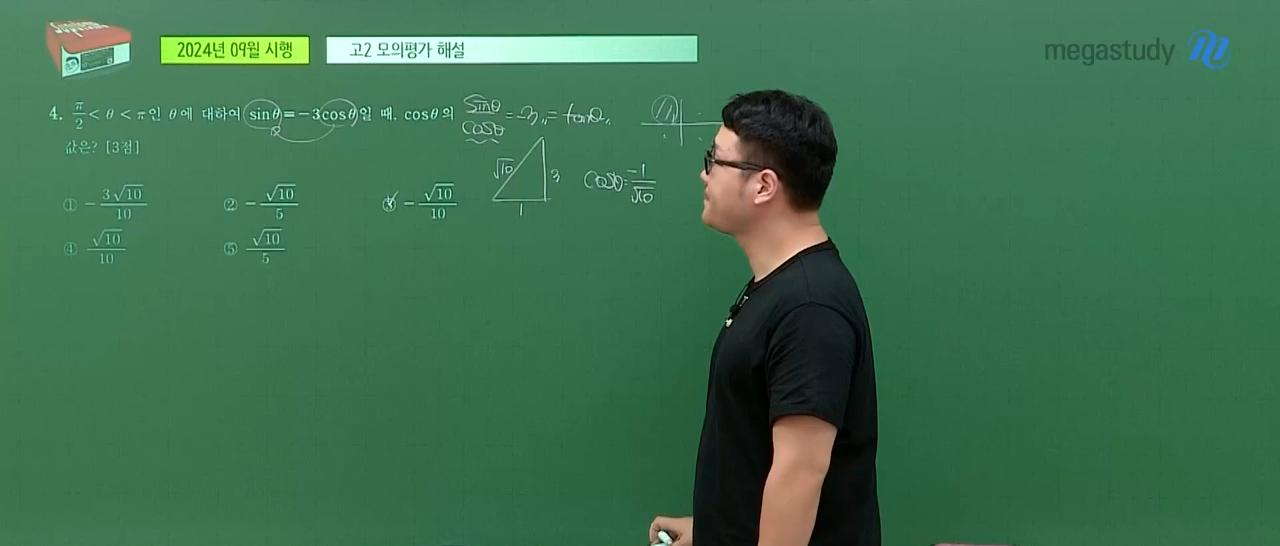 2024년 09월 시행
고2 모의평가 해설
megastudy
4. π/2 < θ < π인 θ에 대하여 sinθ = -3cosθ일 때, cosθ의
값은? [3점]
① -3√10/10 ② -√10/5 ③ -√10/10
④ √10/10 ⑤ √10/5
sinθ/cosθ = -3 = tanθ
√10 3
1
cosθ = -1/√10